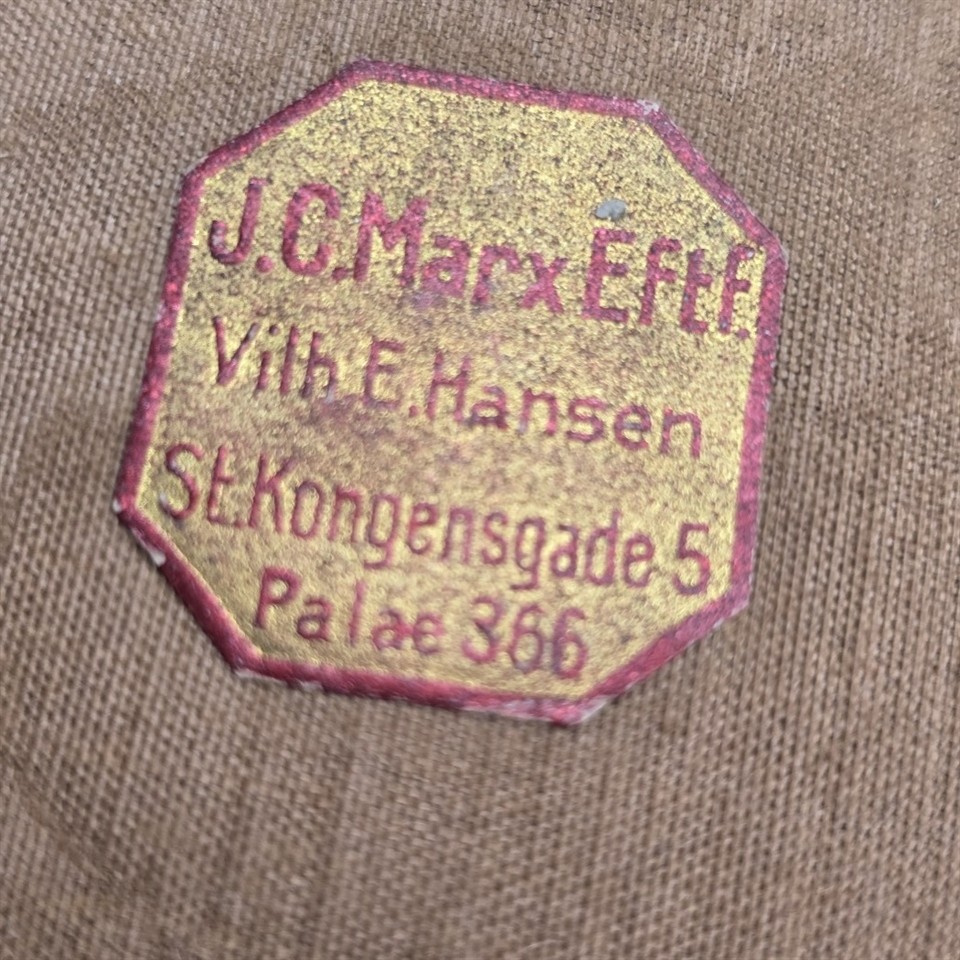 J.C. Marx Eftf.
Vilh E. Hansen
St. Kongensgade 5
Palae 366